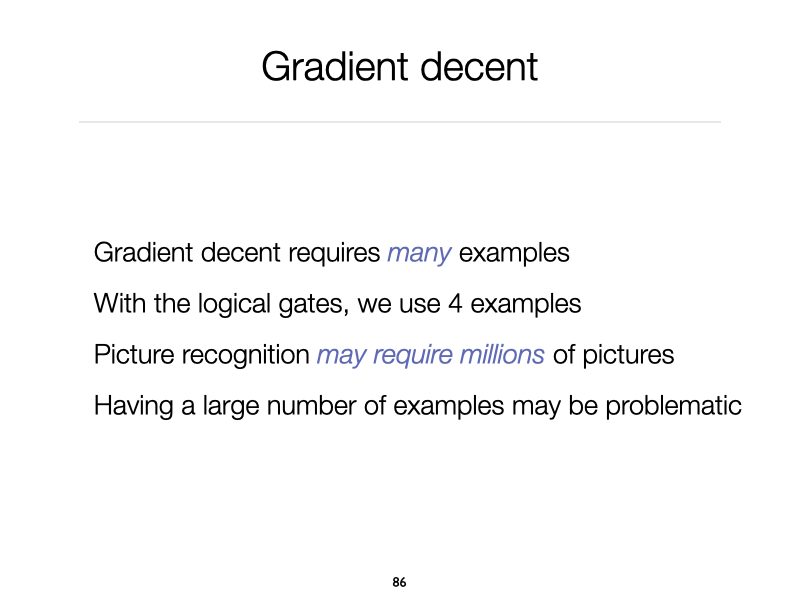 Gradient decent
Gradient decent requires many examples
With the logical gates, we use 4 examples
Picture recognition may require millions of pictures
Having a large number of examples may be problematic
86